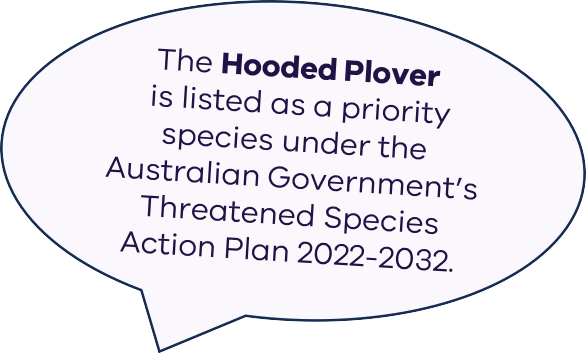 The Hooded Plover
is listed as a priority
species under the
Australian Government's
Threatened Species
Action Plan 2022-2032.